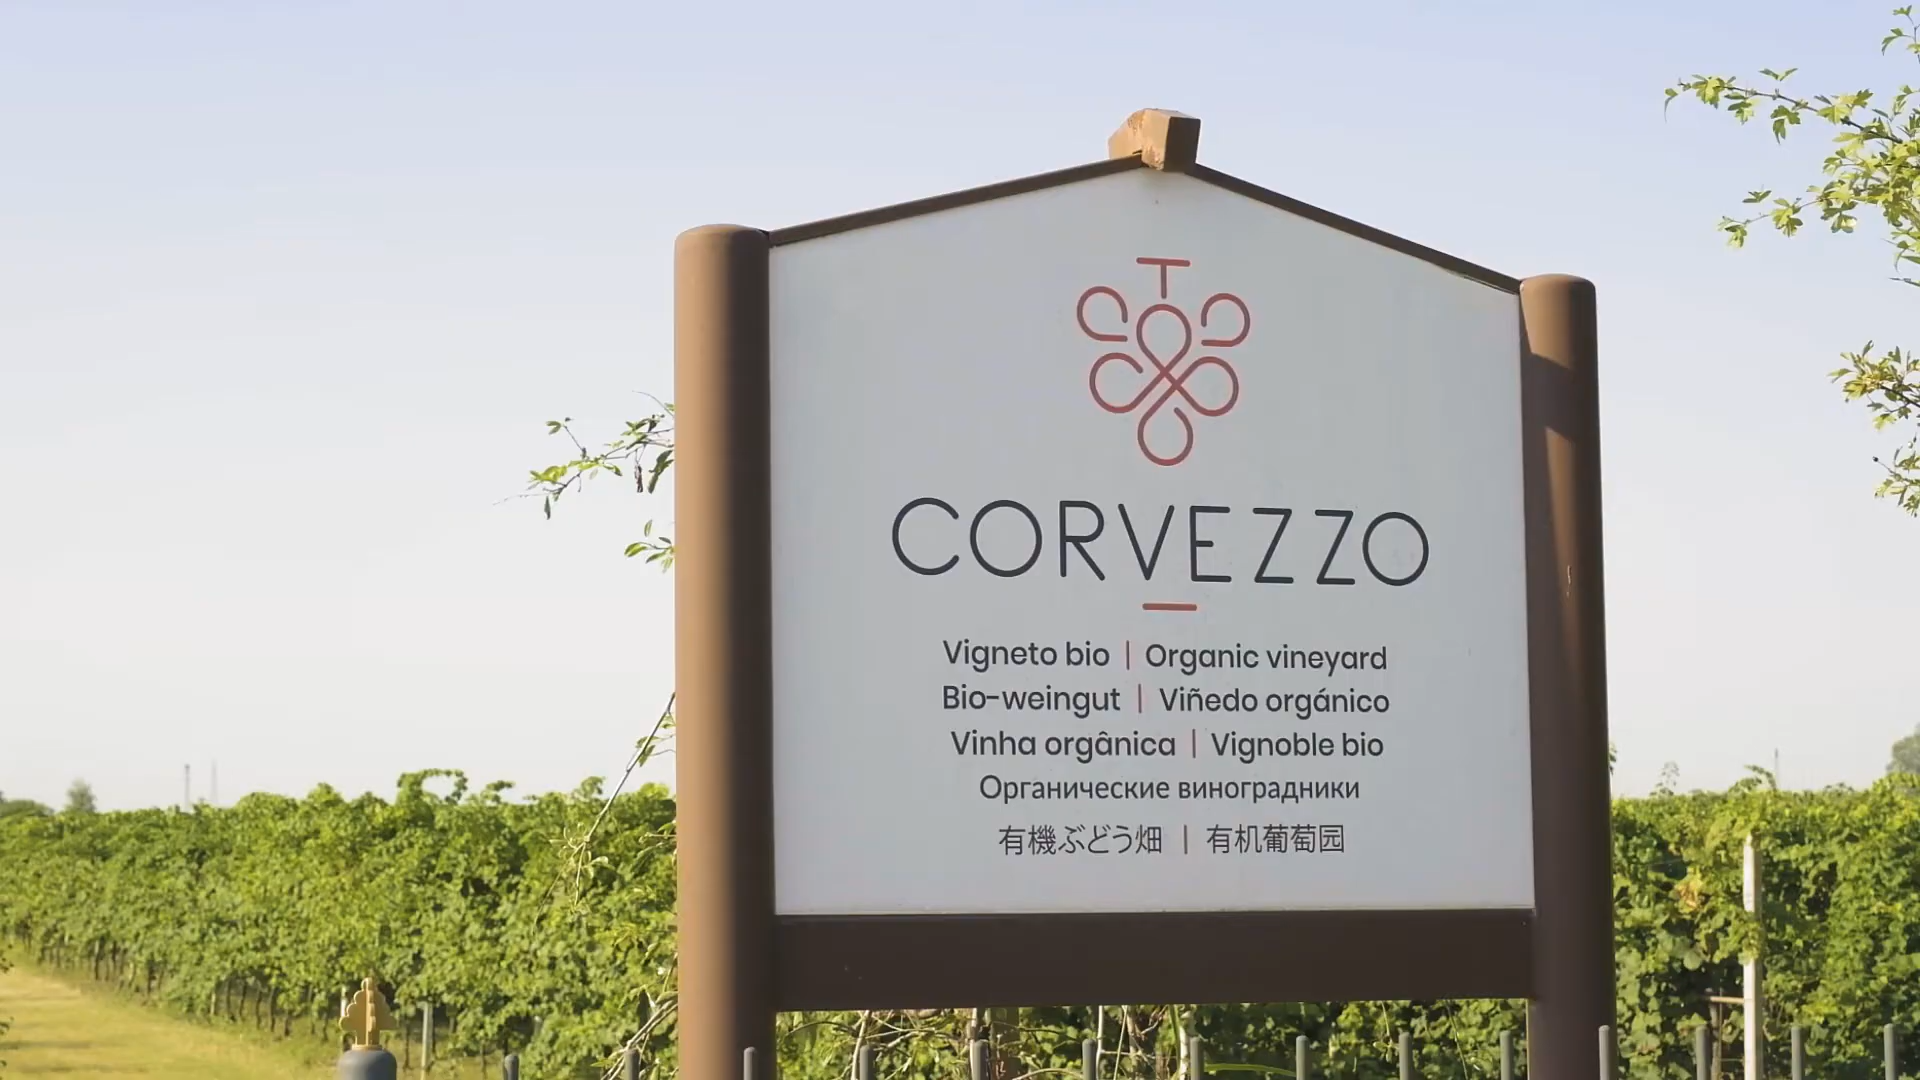 CORVEZZO
Vigneto bio | Organic vineyard
Bio-weingut | Viñedo orgánico
Vinha orgânica | Vignoble bio
Органические виноградники
有機ぶどう畑 | 有机葡萄园